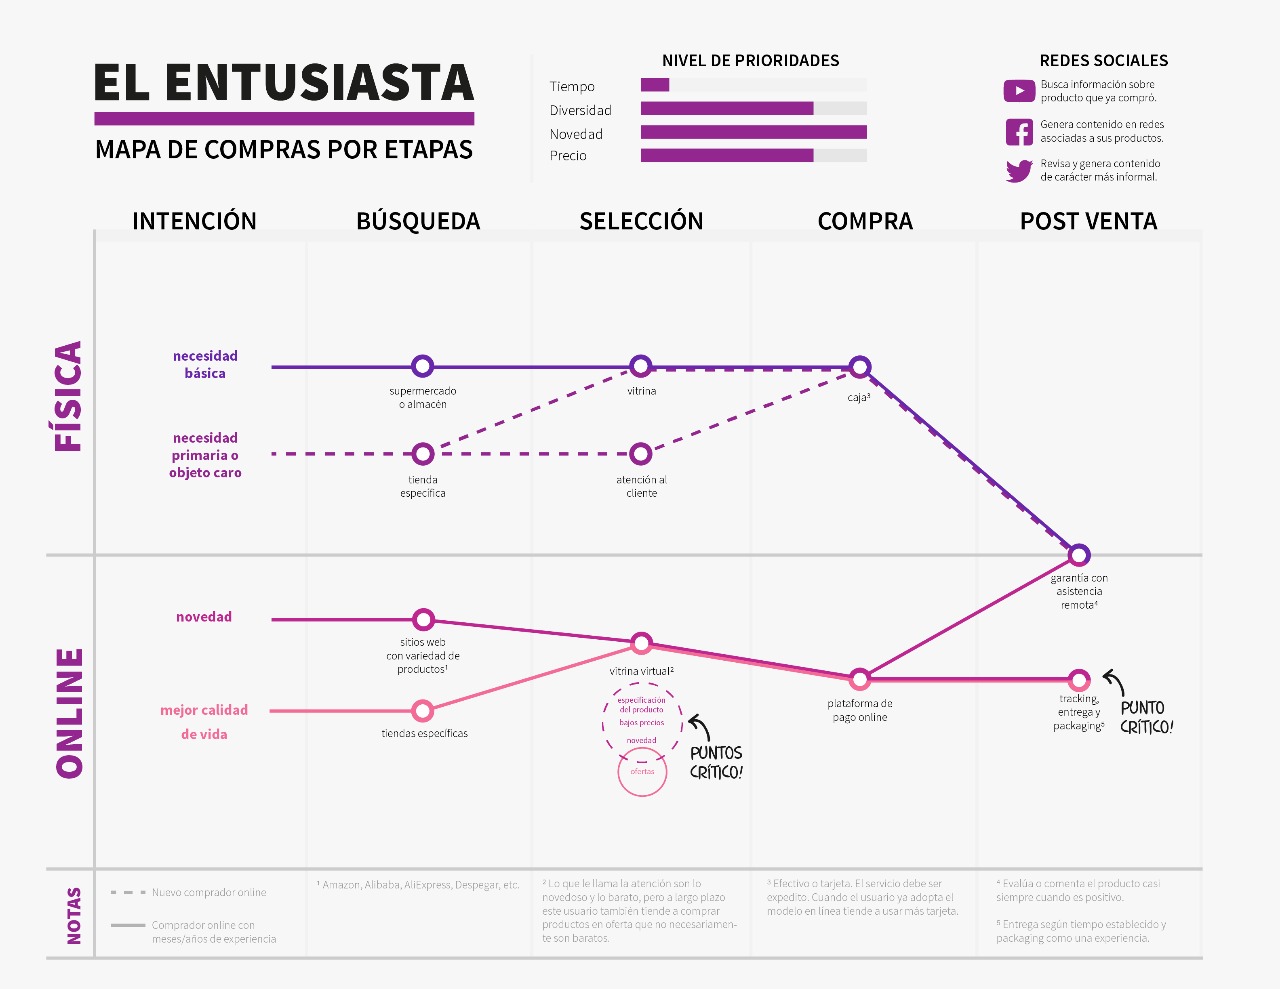 EL ENTUSIASTA
MAPA DE COMPRAS POR ETAPAS
NIVEL DE PRIORIDADES
Tiempo
Diversidad
Novedad
Precio
REDES SOCIALES
Busca información sobre
producto que ya compró.
Genera contenido en redes
asociadas a sus productos.
Revisa y genera contenido
de carácter más informal.
INTENCIÓN
BÚSQUEDA
SELECCIÓN
COMPRA
POST VENTA
FÍSICA
necesidad
básica
supermercado
o almacén
vitrina
caja³
necesidad
primaria o
objeto caro
tienda
específica
atención al
cliente
garantía con
asistencia
remota⁴
ONLINE
novedad
sitios web
con variedad de
productos¹
vitrina virtual²
mejor calidad
de vida
tiendas específicas
especificación
del producto
bajos precios
novedad
ofertas
PUNTOS
CRÍTICO!
plataforma de
pago online
tracking,
entrega y
packaging⁵
PUNTO
CRÍTICO!
NOTAS
Nuevo comprador online
Comprador online con
meses/años de experiencia
¹ Amazon, Alibaba, AliExpress, Despegar, etc.
² Lo que le llama la atención son lo
novedoso y lo barato, pero a largo plazo
este usuario también tiende a comprar
productos en oferta que no necesariamen-
te son baratos.
³ Efectivo o tarjeta. El servicio debe ser
expedito. Cuando el usuario ya adopta el
modelo en línea tiende a usar más tarjeta.
⁴ Evalúa o comenta el producto casi
siempre cuando es positivo.
⁵ Entrega según tiempo establecido y
packaging como una experiencia.